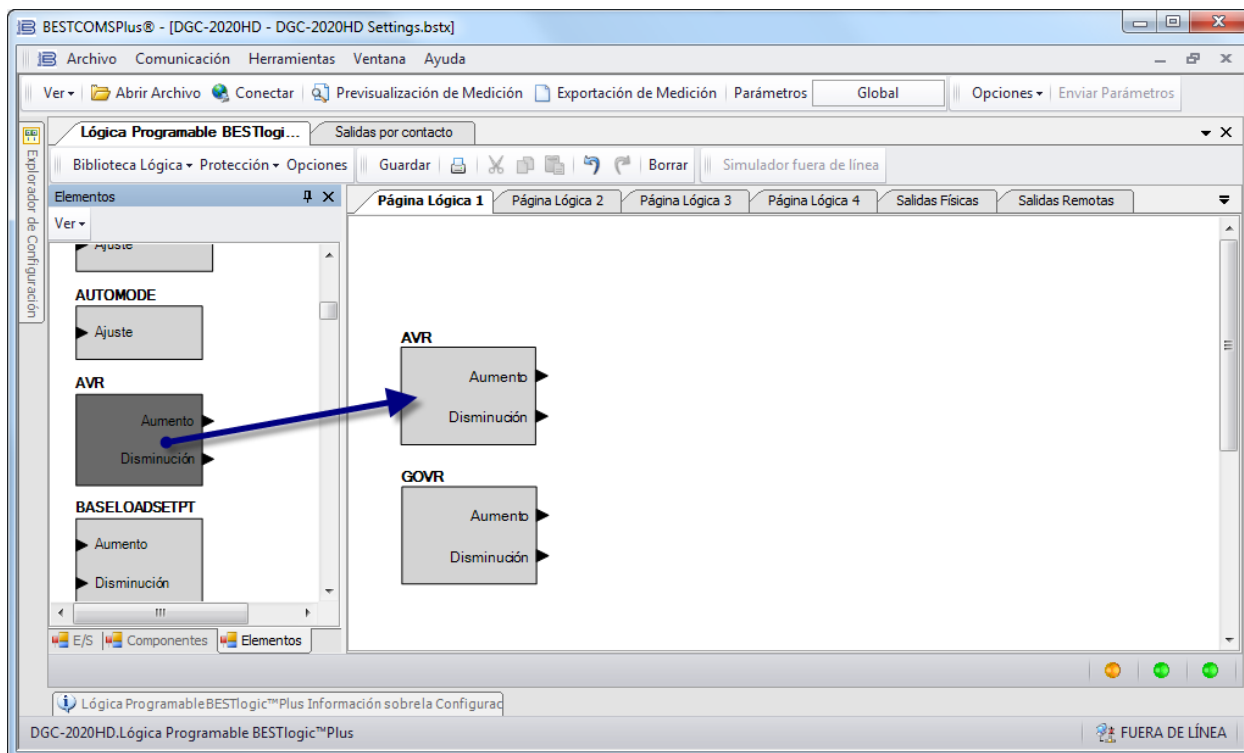 BESTCOMSPlus® - [DGC-2020HD - DGC-2020HD Settings.bstx]
Archivo Comunicación Herramientas Ventana Ayuda
Ver Abrir Archivo Conectar Previsualización de Medición Exportación de Medición Parámetros Global Opciones Enviar Parámetros
Explorador de Configuración
Lógica Programable BESTlogi... Salidas por contacto
Biblioteca Lógica Protección Opciones Guardar Borrar Simulador fuera de línea
Elementos
Ver
Página Lógica 1 Página Lógica 2 Página Lógica 3 Página Lógica 4 Salidas Físicas Salidas Remotas
Ajuste
AUTOMODE
Ajuste
AVR
Aumento
Disminución
BASELOADSETPT
Aumento
Disminución
E/S Componentes Elementos
AVR
Aumento
Disminución
GOVR
Aumento
Disminución
Lógica ProgramableBESTlogic™Plus Información sobrela Configurac
DGC-2020HD.Lógica Programable BESTlogic™Plus
FUERA DE LÍNEA